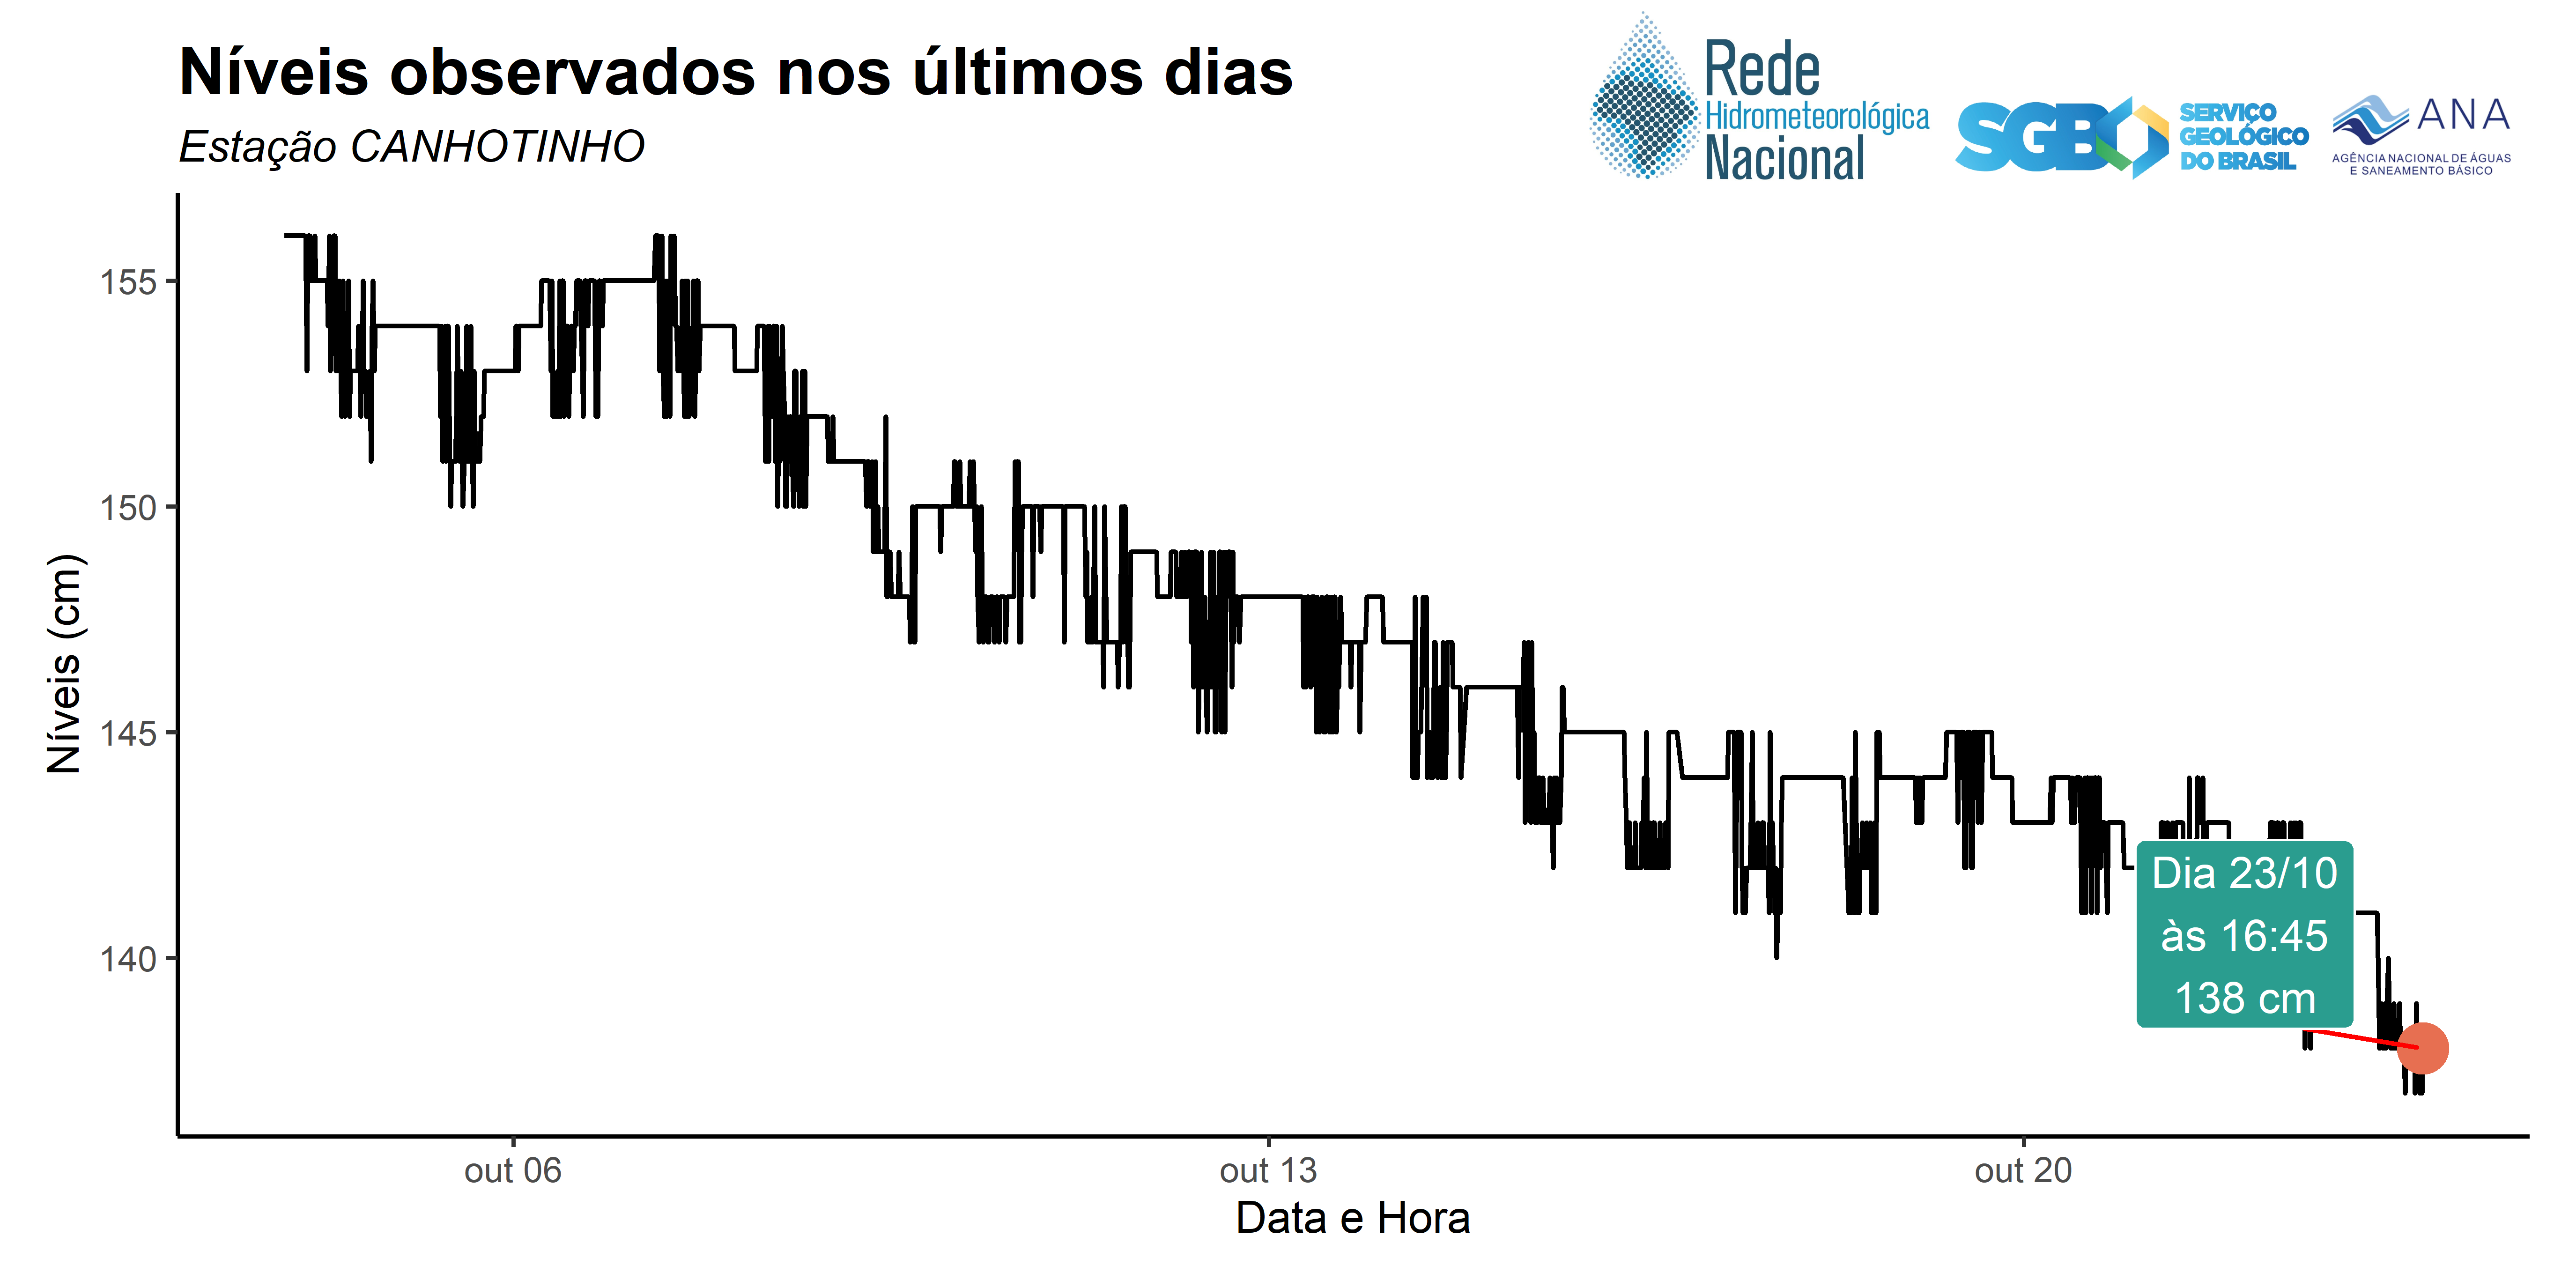 Níveis observados nos últimos dias
Estação CANHOTINHO
Rede
Hidrometeorológica
Nacional
SGB
SERVIÇO
GEOLÓGICO
DO BRASIL
ANA
AGÊNCIA NACIONAL DE ÁGUAS
E SANEAMENTO BÁSICO
Níveis (cm)
155
150
145
140
Dia 23/10
às 16:45
138 cm
out 06
out 13
out 20
Data e Hora